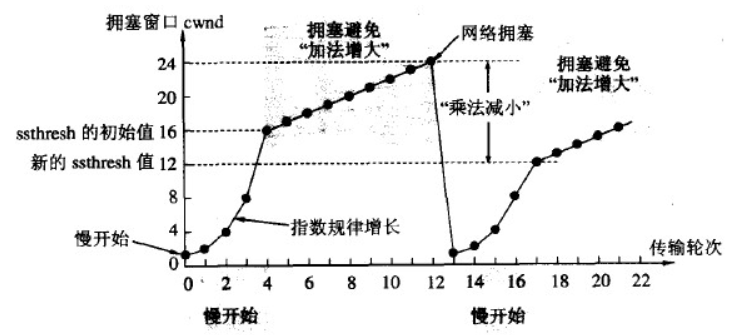 拥塞窗口 cwnd
拥塞避免
“加法增大”
网络拥塞
拥塞避免
“加法增大”
24
20
“乘法减小”
ssthresh 的初始值 16
新的 ssthresh 值 12
8
指数规律增长
慢开始
4
0
传输轮次
0 2 4 6 8 10 12 14 16 18 20 22
慢开始
慢开始